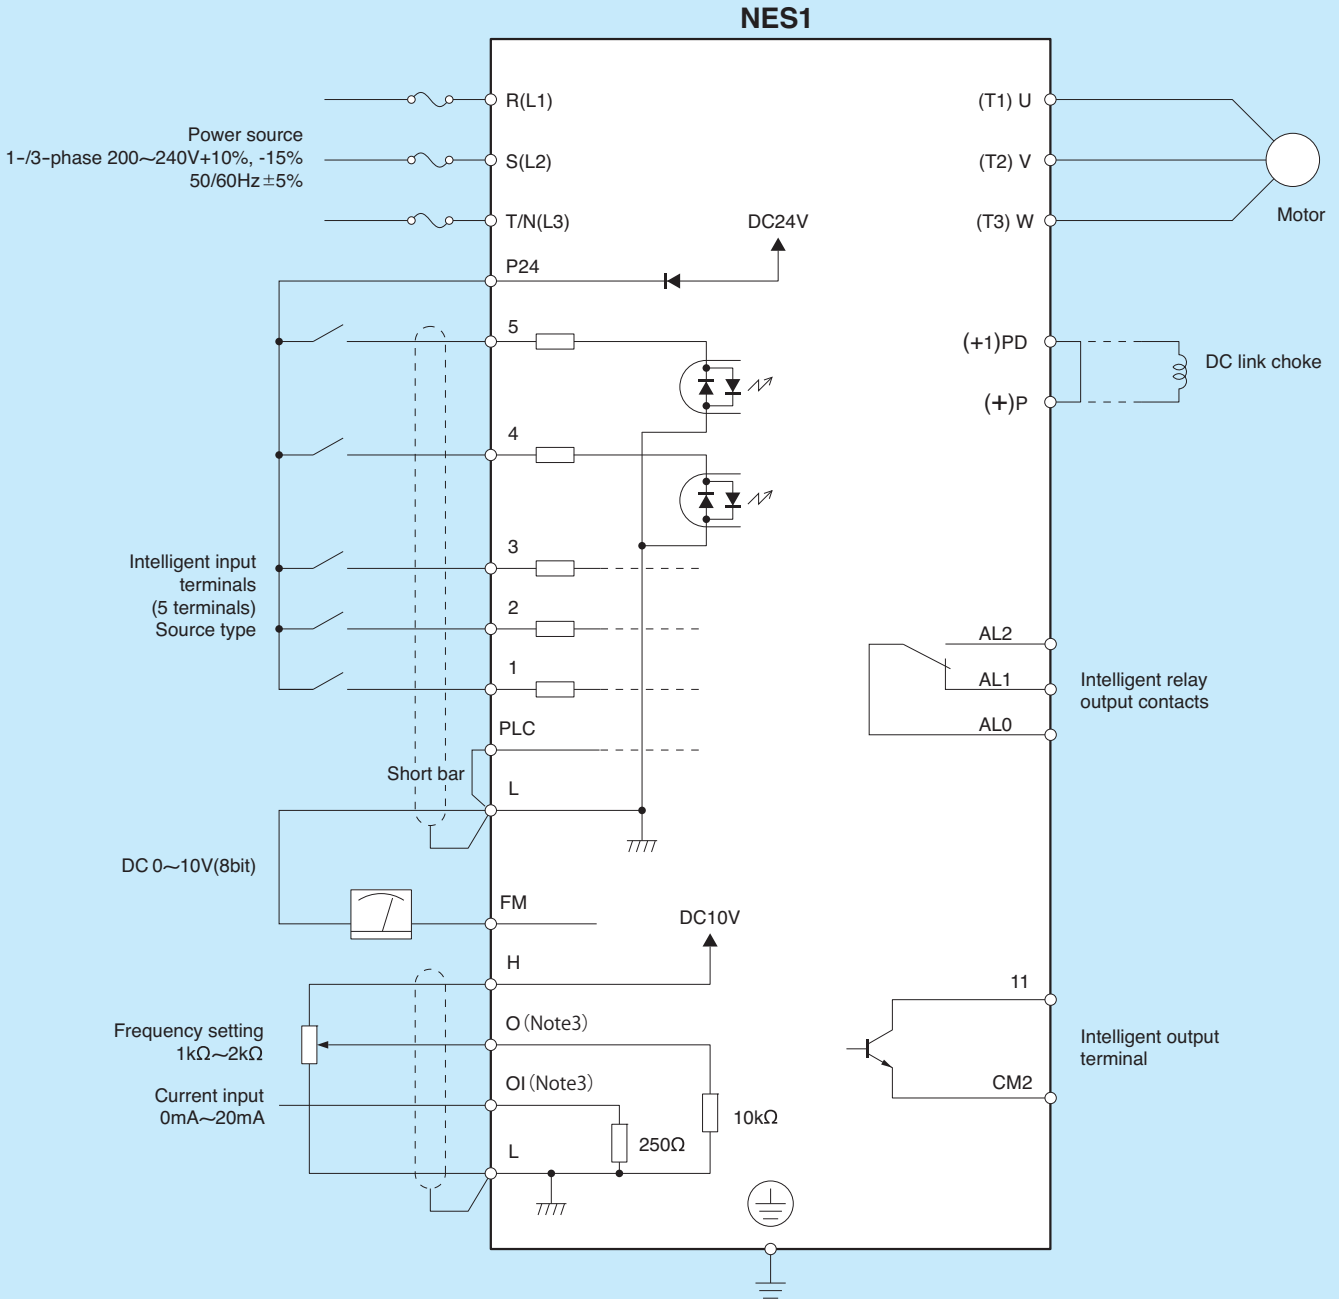 NES1
R(L1)
(T1) U
Power source
1-/3-phase 200~240V+10%, -15%
50/60Hz±5%
S(L2)
(T2) V
T/N(L3)
DC24V
(T3) W
Motor
P24
5
(+1)PD
DC link choke
(+)P
4
3
Intelligent input
terminals
(5 terminals)
Source type
2
1
AL2
AL1
AL0
Intelligent relay
output contacts
PLC
Short bar
L
DC 0~10V(8bit)
FM
DC10V
H
11
Frequency setting
1kΩ~2kΩ
O(Note3)
Intelligent output
terminal
Current input
0mA~20mA
OI(Note3)
CM2
10kΩ
250Ω
L